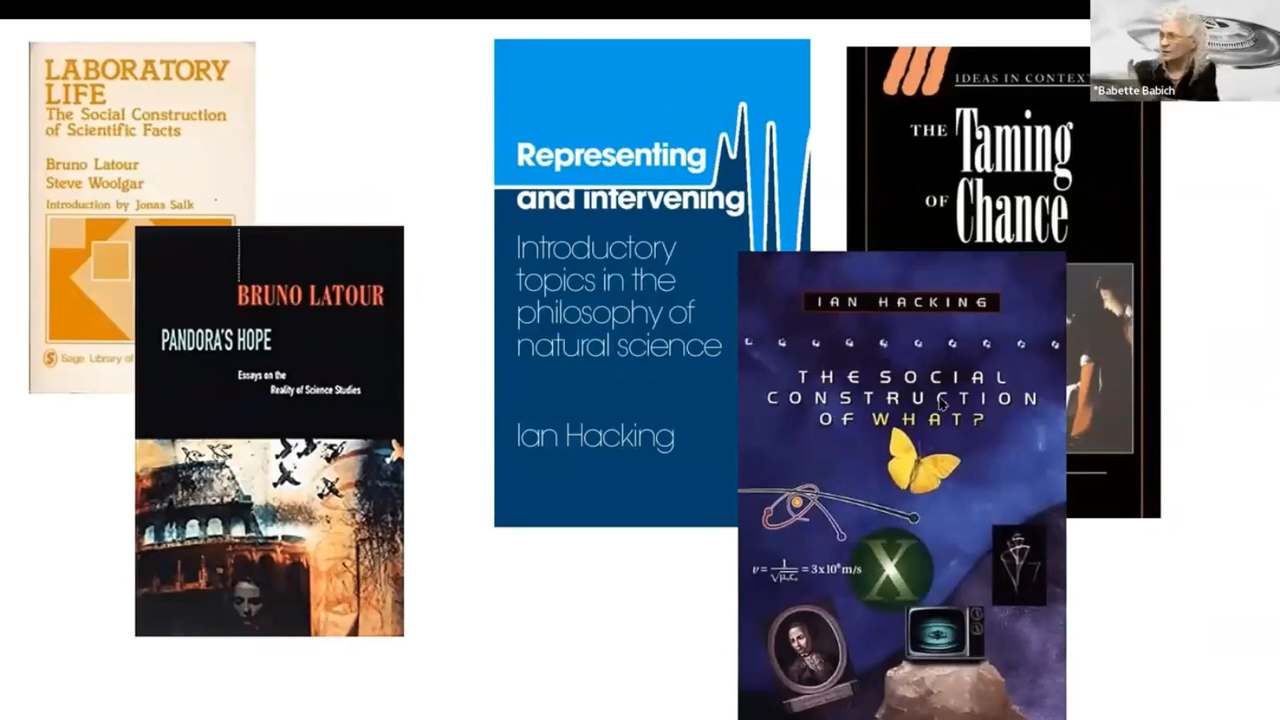 LABORATORY
LIFE
The Social Construction
of Scientific Facts
Bruno Latour
Steve Woolgar
Introduction by Jonas Salk
S Sage Library of
BRUNO LATOUR
PANDORA'S HOPE
Essays on the
Reality of Science Studies
Representing
and intervening
Introductory
topics in the
philosophy of
natural science
Ian Hacking
IDEAS IN CONTEXT
THE Taming
OF Chance
IAN HACKING
THE SOCIAL
CONSTRUCTION
OF WHAT?
X
= 3x10⁸m/s
*Babette Babich